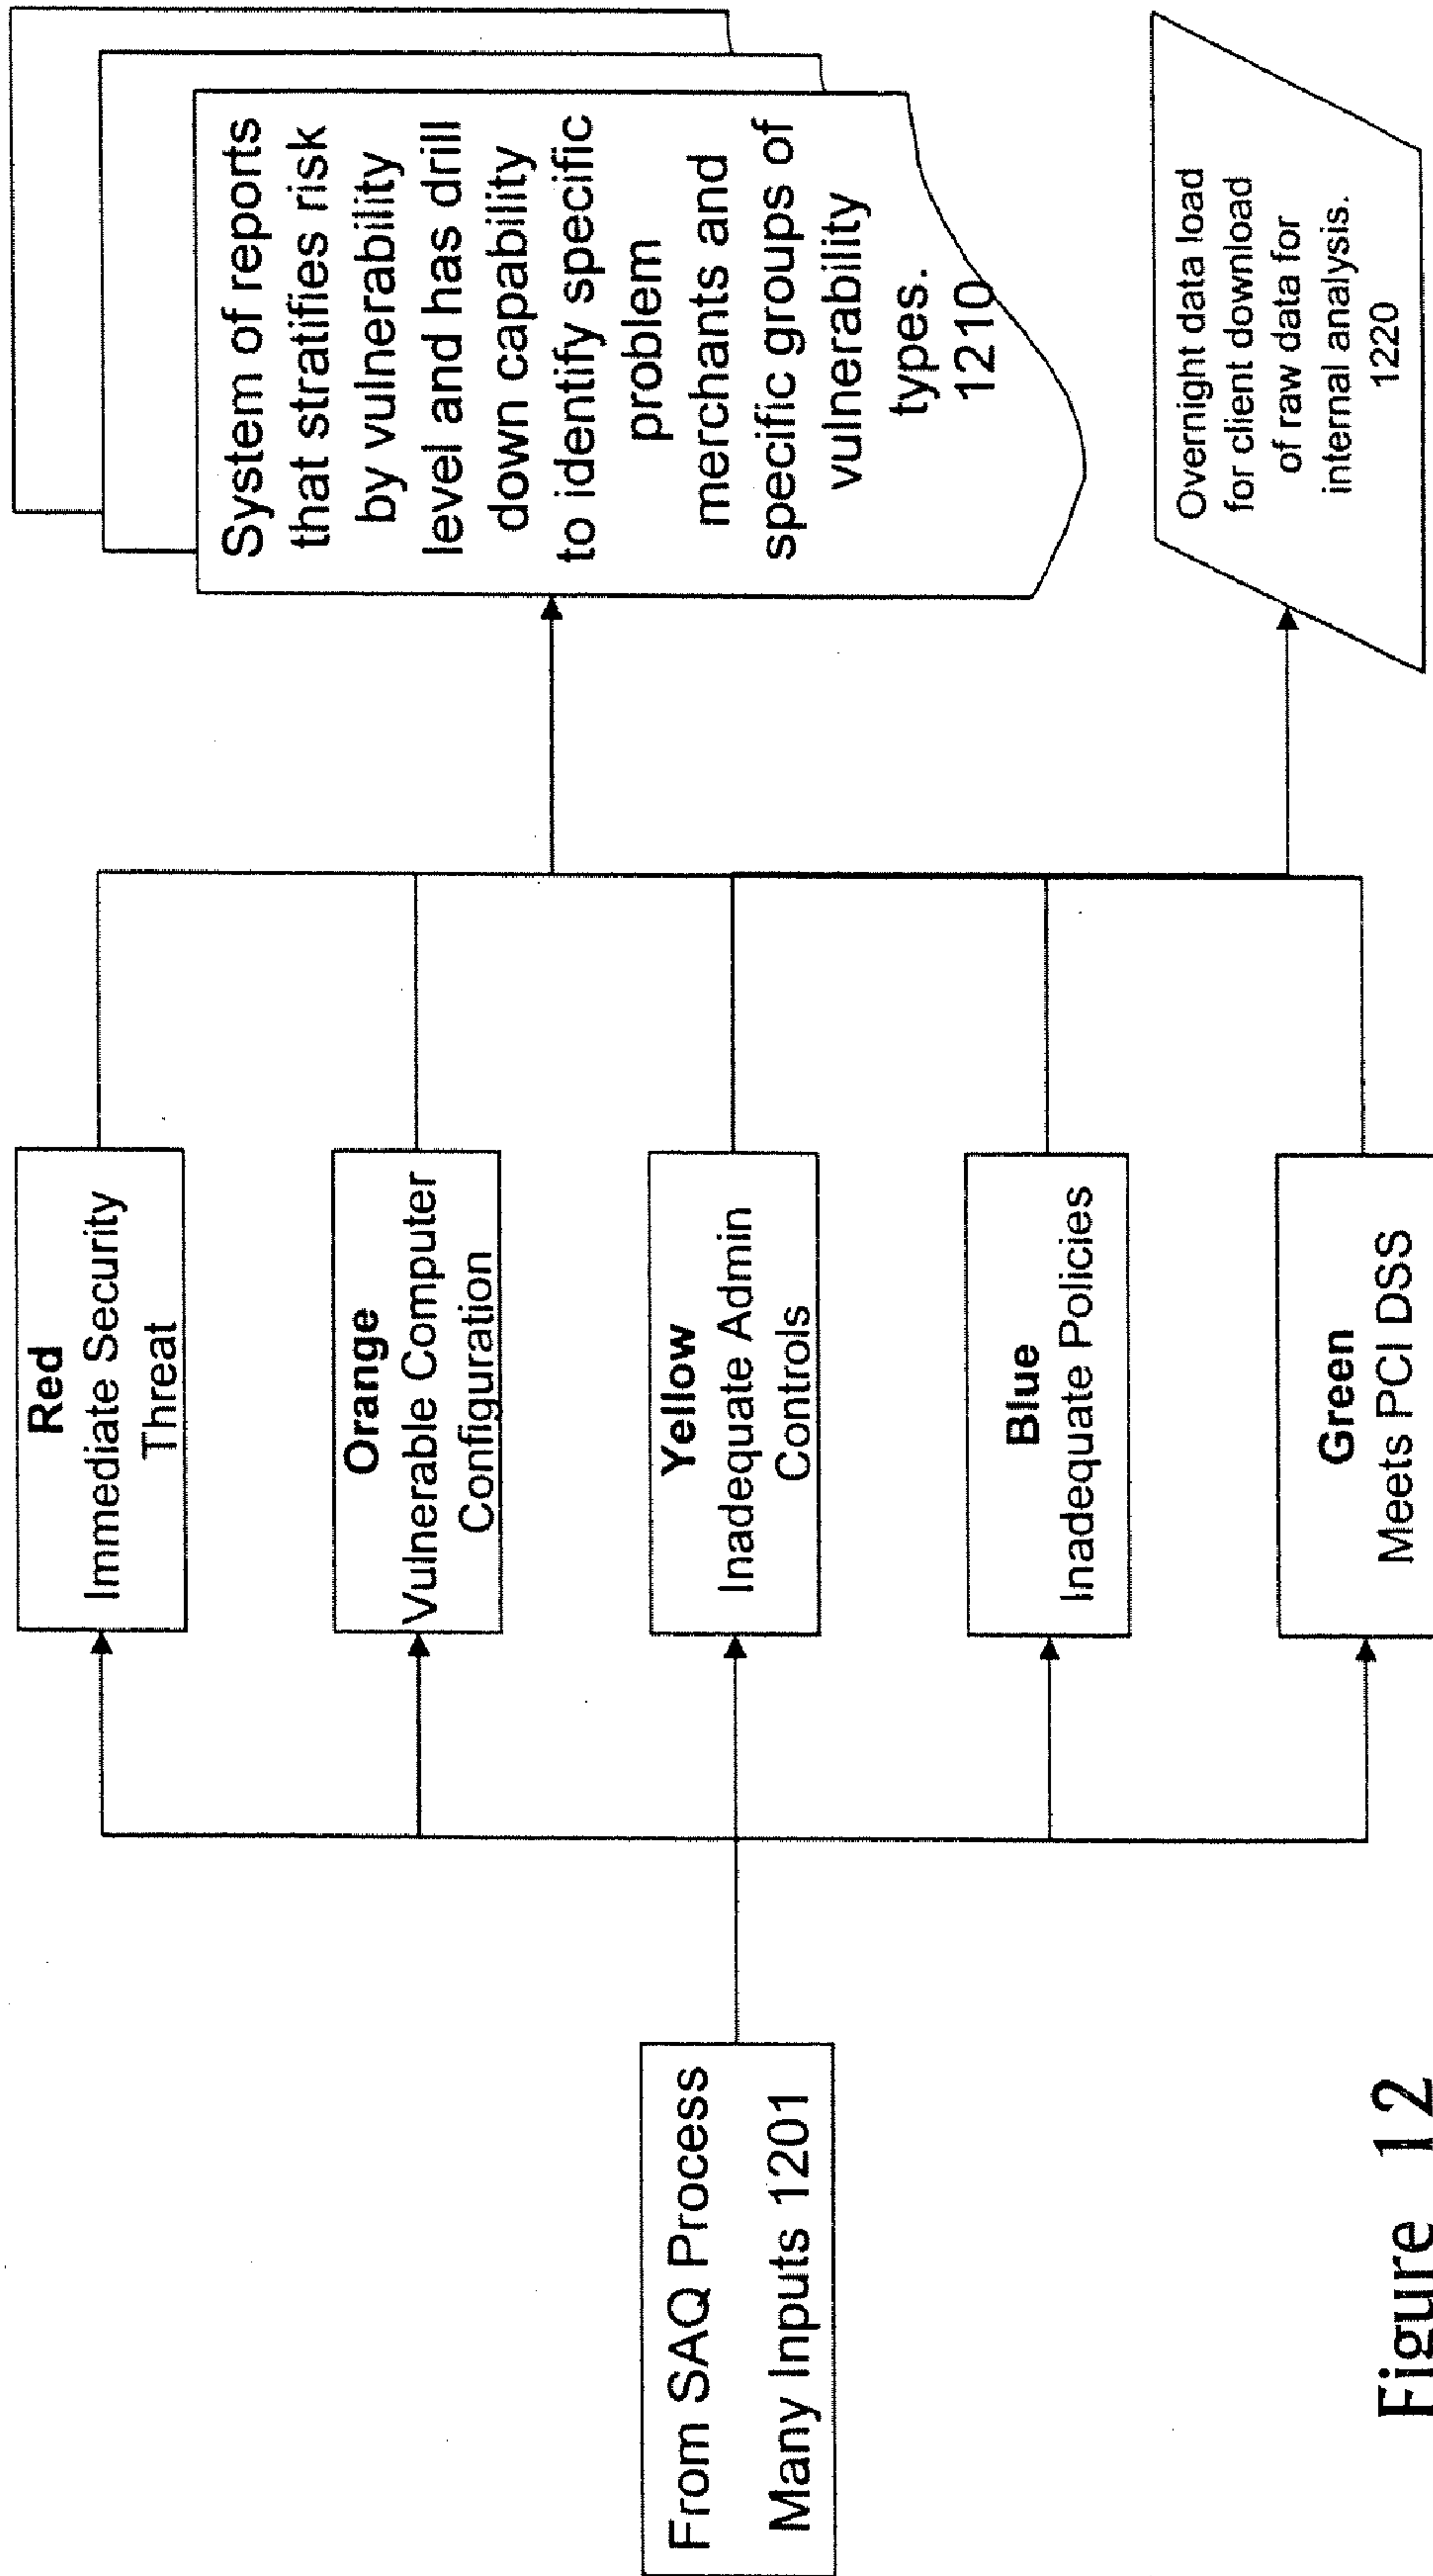 From SAQ Process
Many Inputs 1201
Red
Immediate Security
Threat
Orange
Vulnerable Computer
Configuration
Yellow
Inadequate Admin
Controls
Blue
Inadequate Policies
Green
Meets PCI DSS
System of reports
that stratifies risk
by vulnerability
level and has drill
down capability
to identify specific
problem
merchants and
specific groups of
vulnerability
types.
1210
Overnight data load
for client download
of raw data for
internal analysis.
1220
Figure 12